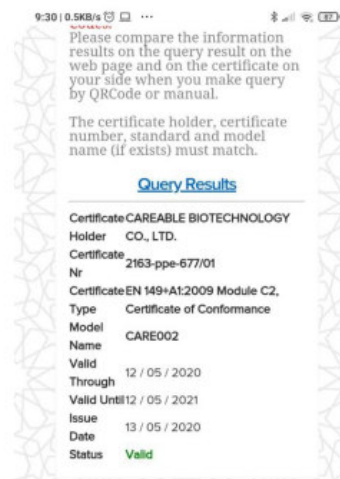 9:30 | 0.5KB/s ...
Codes.
Please compare the information
results on the query result on the
web page and on the certificate on
your side when you make query
by QRCode or manual.
The certificate holder, certificate
number, standard and model
name (if exists) must match.
Query Results
Certificate Holder CAREABLE BIOTECHNOLOGY CO., LTD.
Certificate Nr 2163-ppe-677/01
Certificate Type EN 149+A1:2009 Module C2, Certificate of Conformance
Model Name CARE002
Valid Through 12 / 05 / 2020
Valid Until 12 / 05 / 2021
Issue Date 13 / 05 / 2020
Status Valid